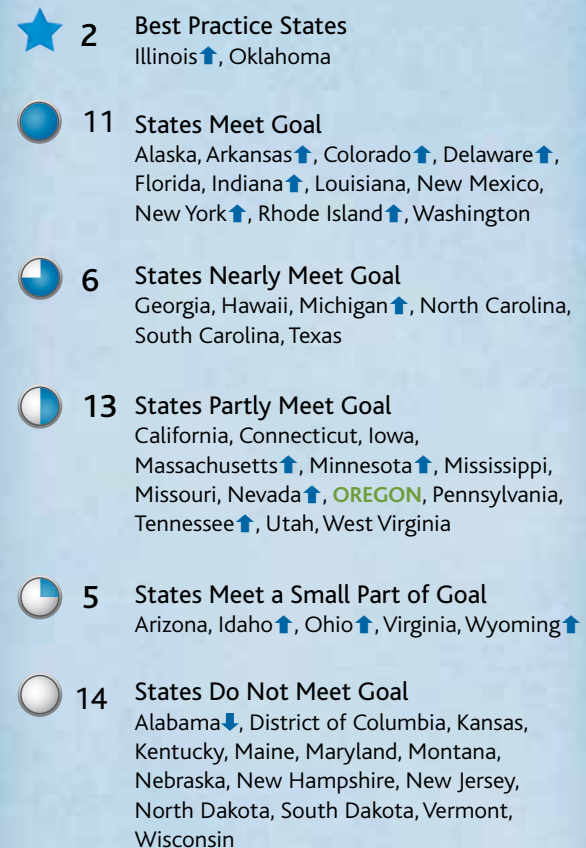 2 Best Practice States
Illinois⬆, Oklahoma
11 States Meet Goal
Alaska, Arkansas⬆, Colorado⬆, Delaware⬆,
Florida, Indiana⬆, Louisiana, New Mexico,
New York⬆, Rhode Island⬆, Washington
6 States Nearly Meet Goal
Georgia, Hawaii, Michigan⬆, North Carolina,
South Carolina, Texas
13 States Partly Meet Goal
California, Connecticut, Iowa,
Massachusetts⬆, Minnesota⬆, Mississippi,
Missouri, Nevada⬆, OREGON, Pennsylvania,
Tennessee⬆, Utah, West Virginia
5 States Meet a Small Part of Goal
Arizona, Idaho⬆, Ohio⬆, Virginia, Wyoming⬆
14 States Do Not Meet Goal
Alabama⬇, District of Columbia, Kansas,
Kentucky, Maine, Maryland, Montana,
Nebraska, New Hampshire, New Jersey,
North Dakota, South Dakota, Vermont,
Wisconsin